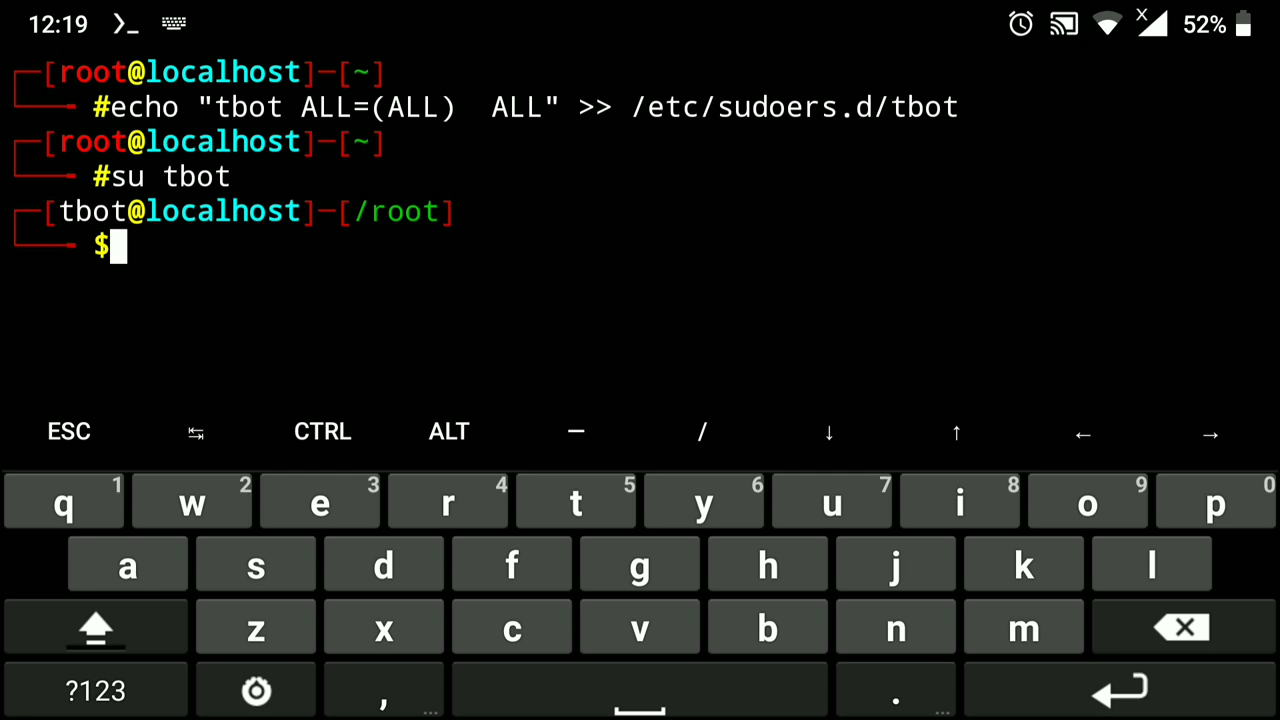 12:19 52%
┌─[root@localhost]─[~]
└──╼ #echo "tbot ALL=(ALL)  ALL" >> /etc/sudoers.d/tbot
┌─[root@localhost]─[~]
└──╼ #su tbot
┌─[tbot@localhost]─[/root]
└──╼ $
ESC ↹ CTRL ALT — / ↓ ↑ ← →
q 1 w 2 e 3 r 4 t 5 y 6 u 7 i 8 o 9 p 0
a s d f g h j k l
z x c v b n m
?123 , ... . ...